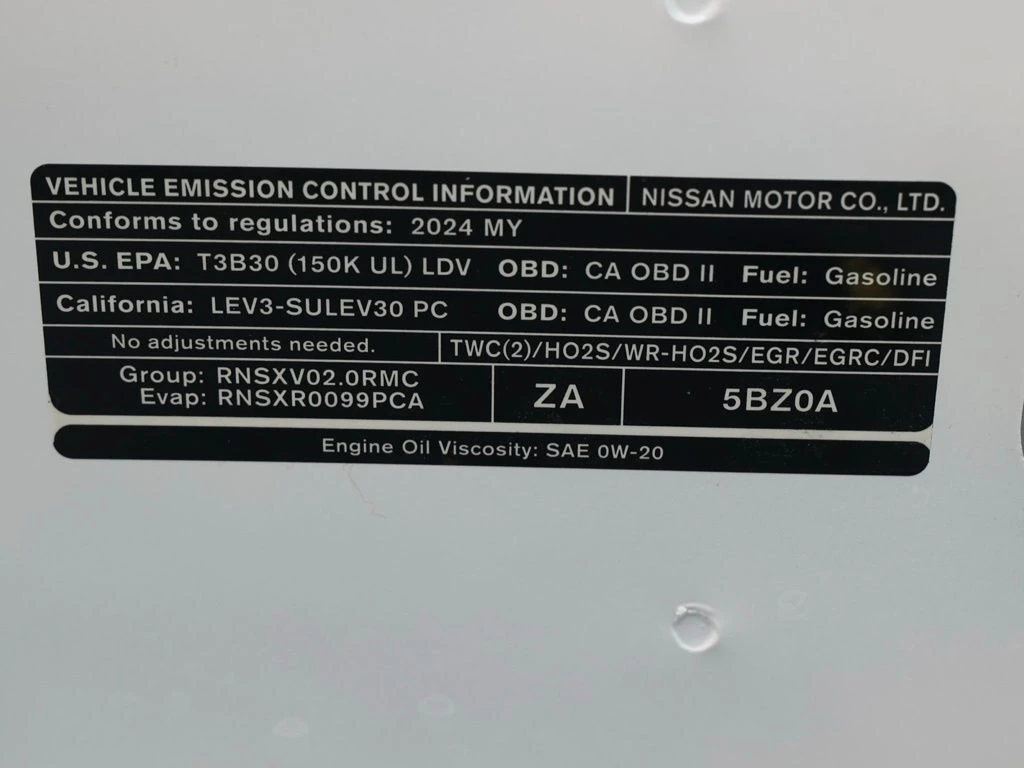 VEHICLE EMISSION CONTROL INFORMATION NISSAN MOTOR CO., LTD.
Conforms to regulations: 2024 MY
U.S. EPA: T3B30 (150K UL) LDV OBD: CA OBD II Fuel: Gasoline
California: LEV3-SULEV30 PC OBD: CA OBD II Fuel: Gasoline
No adjustments needed. TWC(2)/HO2S/WR-HO2S/EGR/EGRC/DFI
Group: RNSXV02.0RMC
Evap: RNSXR0099PCA
ZA
5BZ0A
Engine Oil Viscosity: SAE 0W-20